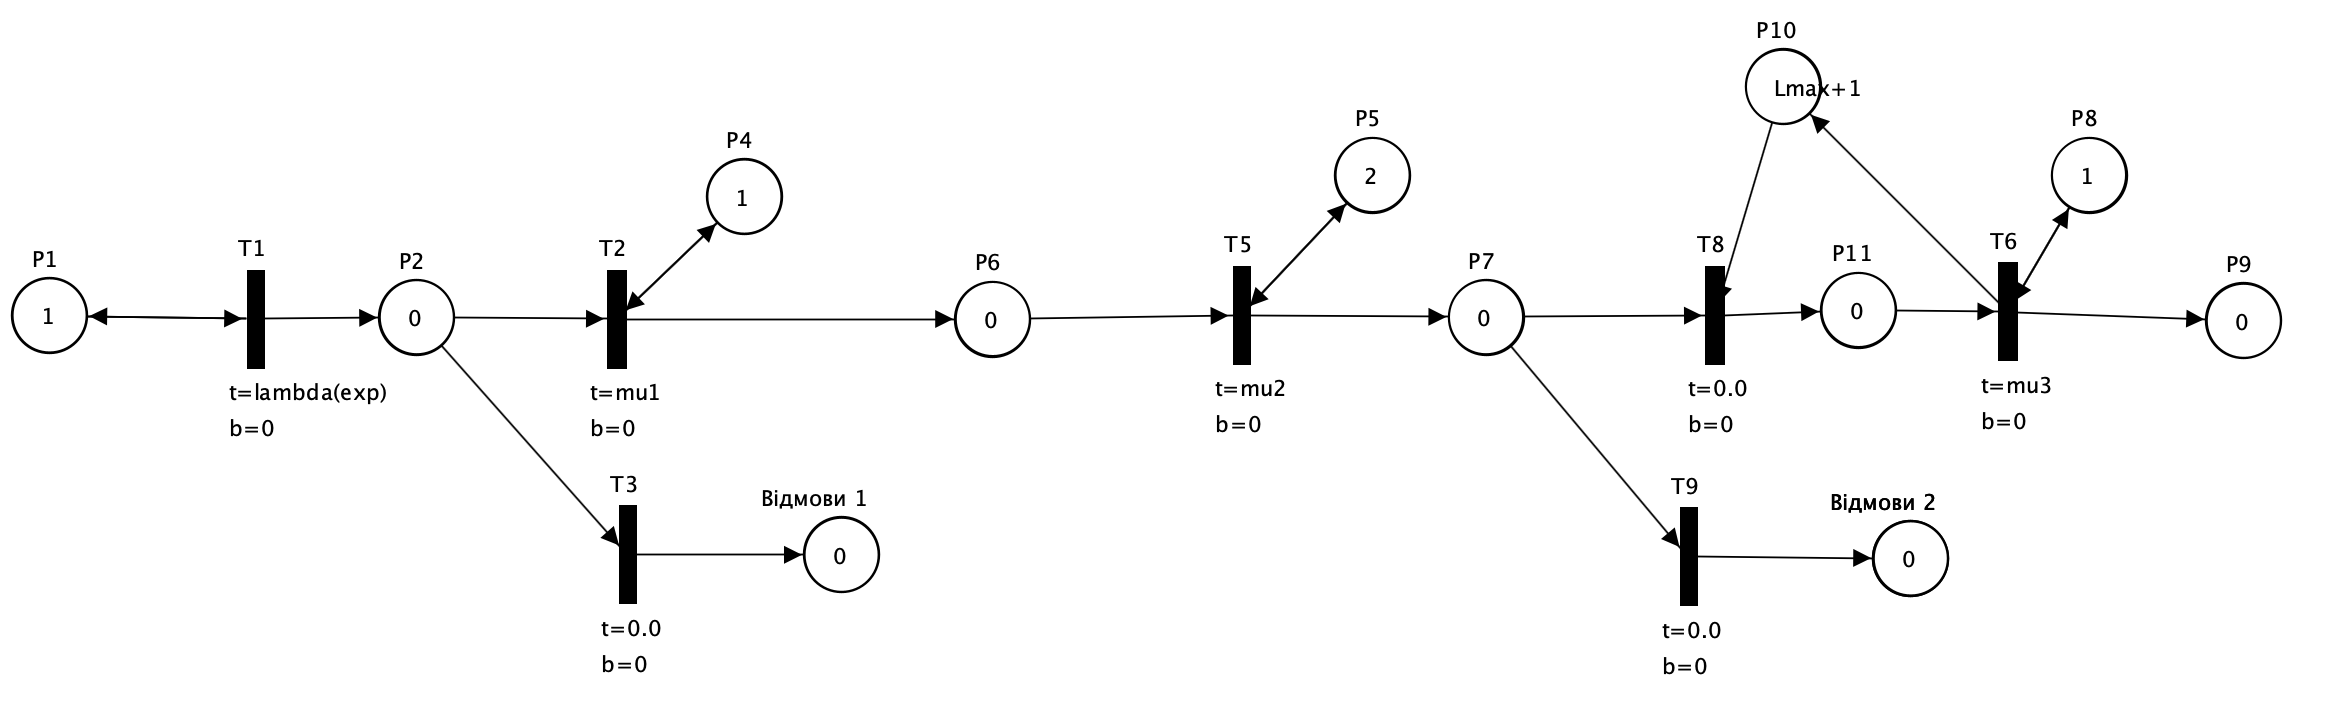 P10
Lmax+1
P5
P8
P4
1
2
1
P1
T1
P2
T2
P6
T5
P7
T8
P11
T6
P9
1
0
0
0
0
0
t=lambda(exp)
b=0
t=mu1
b=0
t=mu2
b=0
t=0.0
b=0
t=mu3
b=0
T3
Відмови 1
0
t=0.0
b=0
T9
Відмови 2
0
t=0.0
b=0